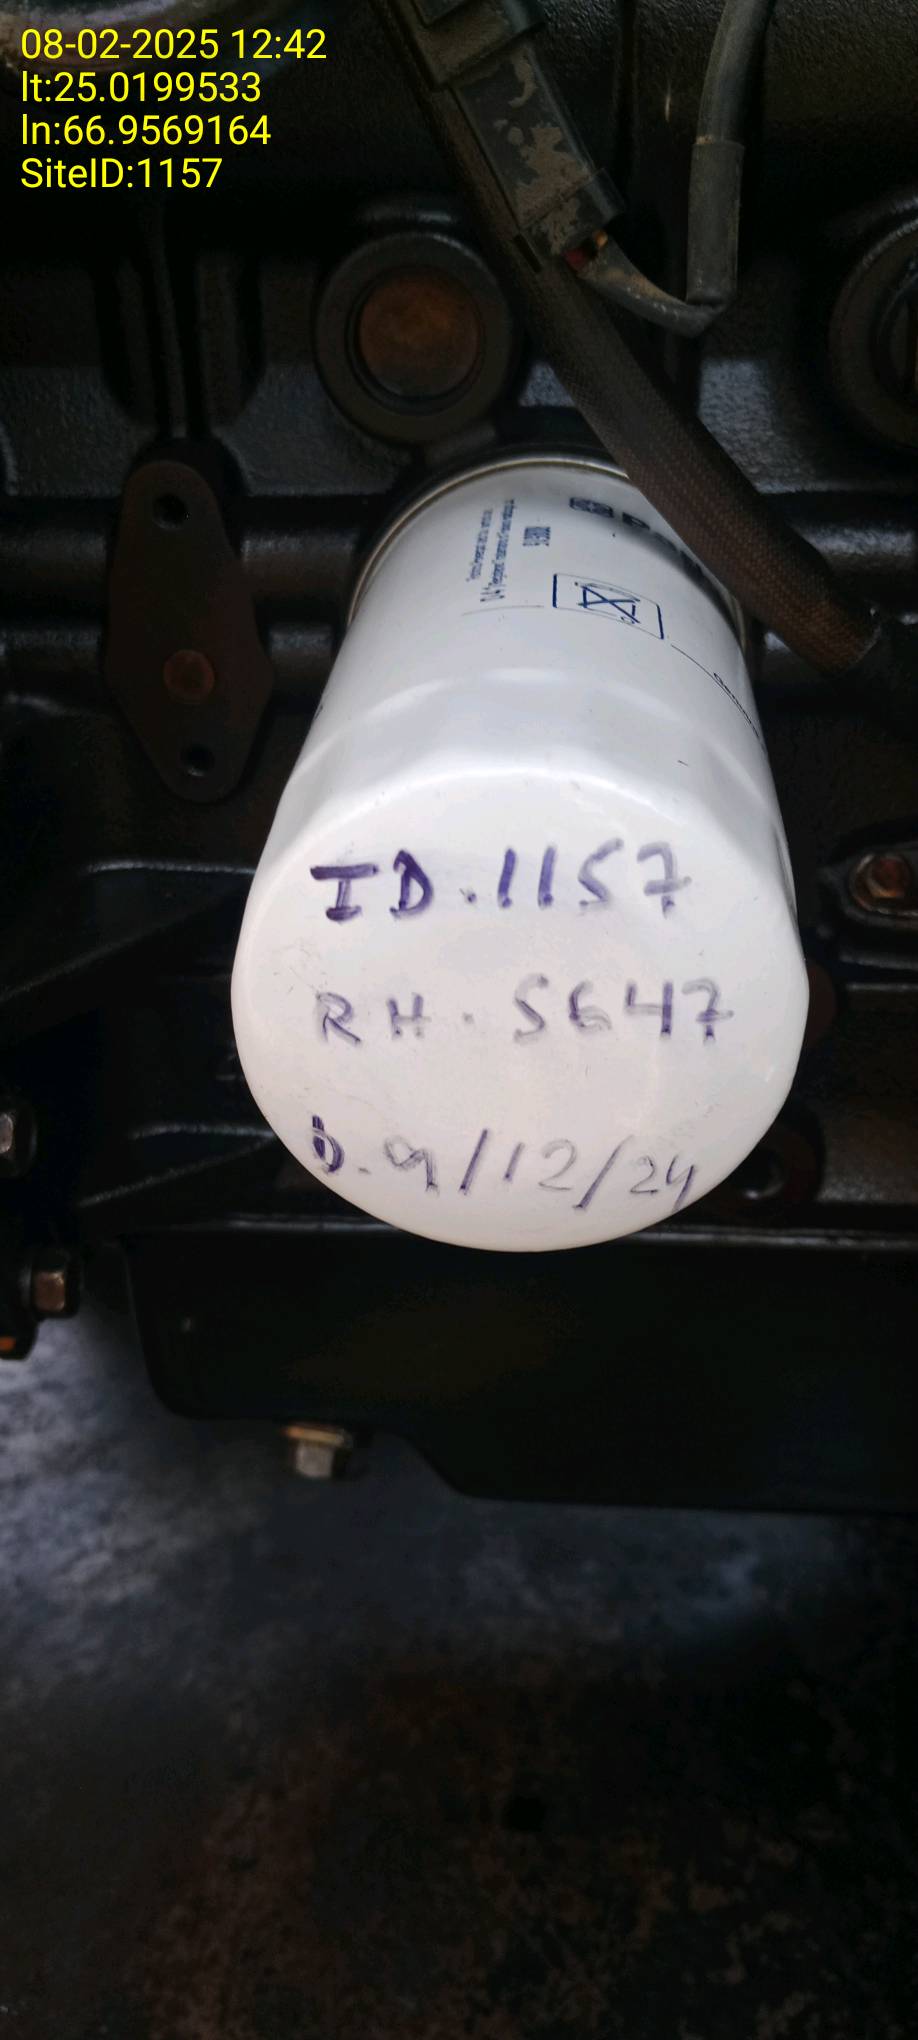 08-02-2025 12:42
lt:25.0199533
ln:66.9569164
SiteID:1157
ID.1157
RH.5647
D.9/12/24